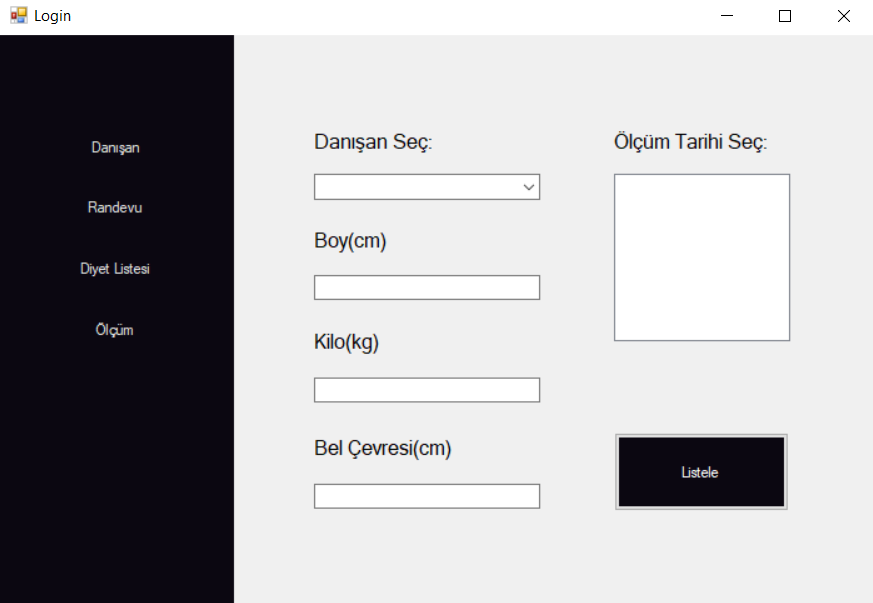 Login
Danışan
Randevu
Diyet Listesi
Ölçüm
Danışan Seç:
Boy(cm)
Kilo(kg)
Bel Çevresi(cm)
Ölçüm Tarihi Seç:
Listele